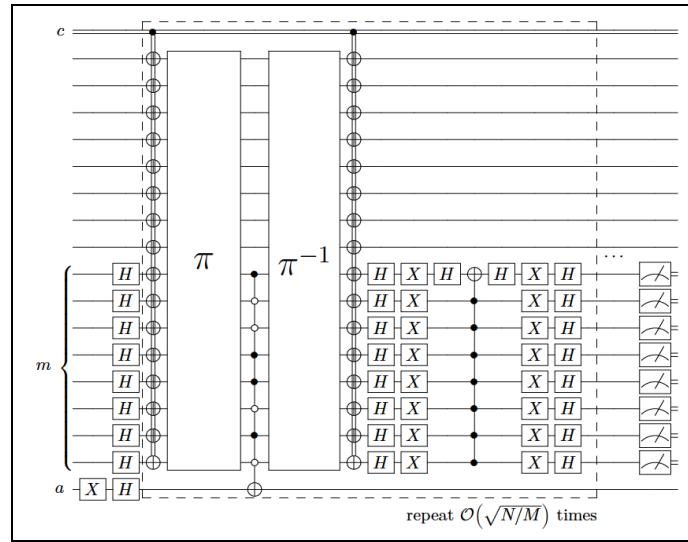 c
π
π⁻¹
...
H H X H H X H
H H X X H
H H X X H
m H H X X H
H H X X H
H H X X H
H H X X H
H H X X H
a X H
repeat 𝒪(√N/M) times